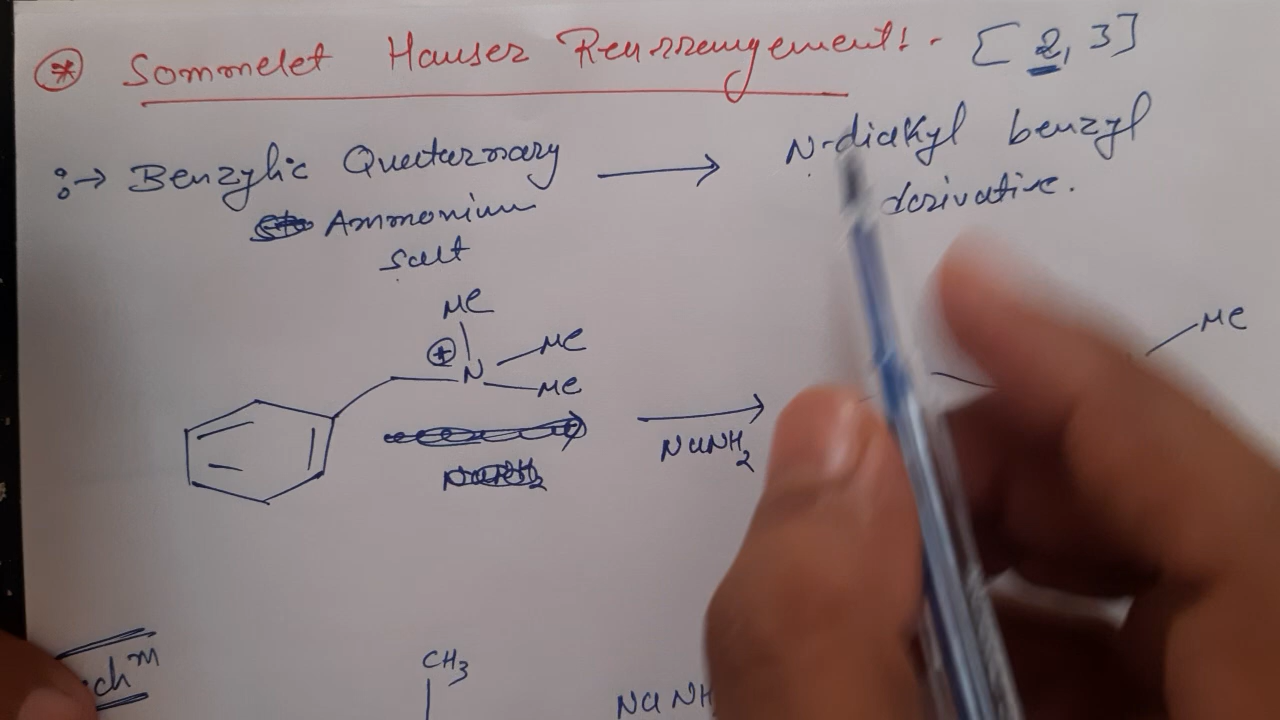 * Sommelet Hauser Rearrangement:- [2,3]
:→ Benzylic Quaternary → N-dialkyl benzyl
Ammonium derivative.
salt
Me
⊕ N Me Me
Me
NaNH2
CH3
NaNH